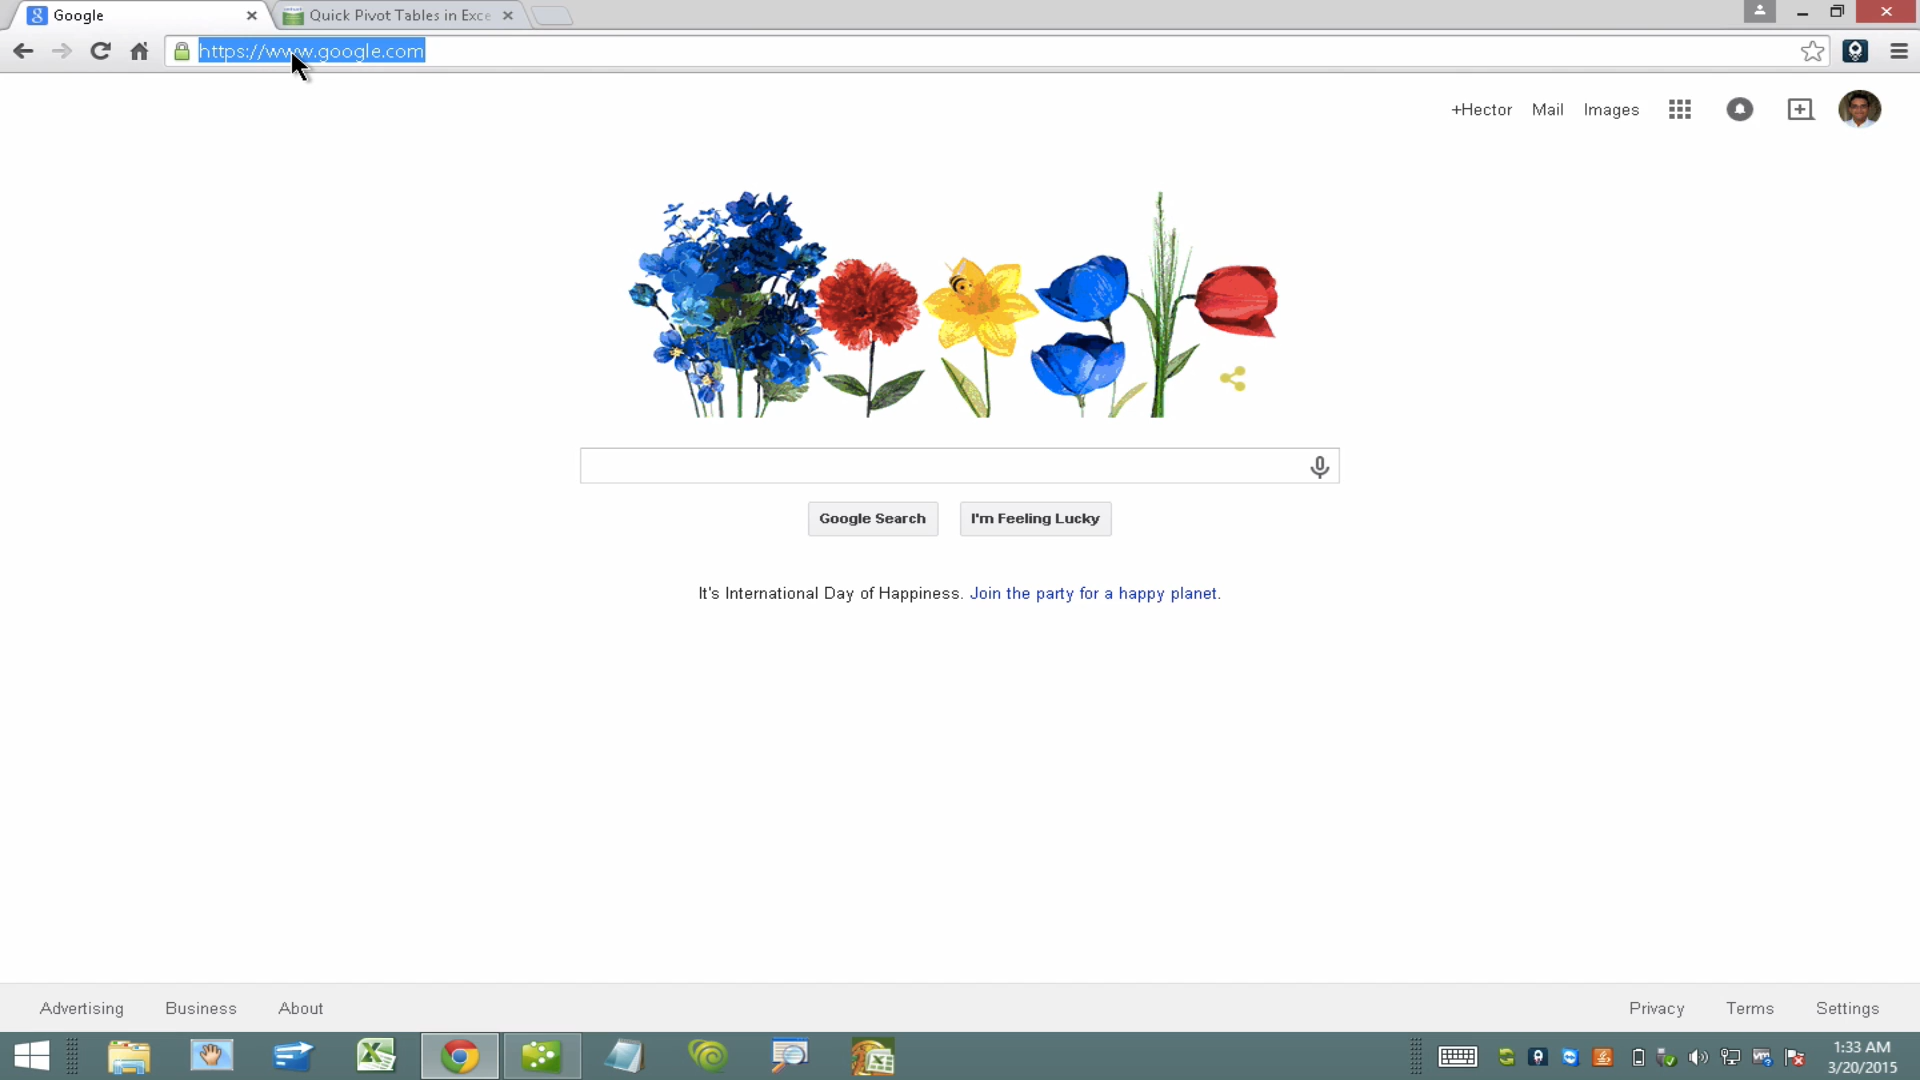 Google
Quick Pivot Tables in Exce
https://www.google.com
+Hector Mail Images
Google Search
I'm Feeling Lucky
It's International Day of Happiness. Join the party for a happy planet.
Advertising Business About
Privacy Terms Settings
1:33 AM
3/20/2015